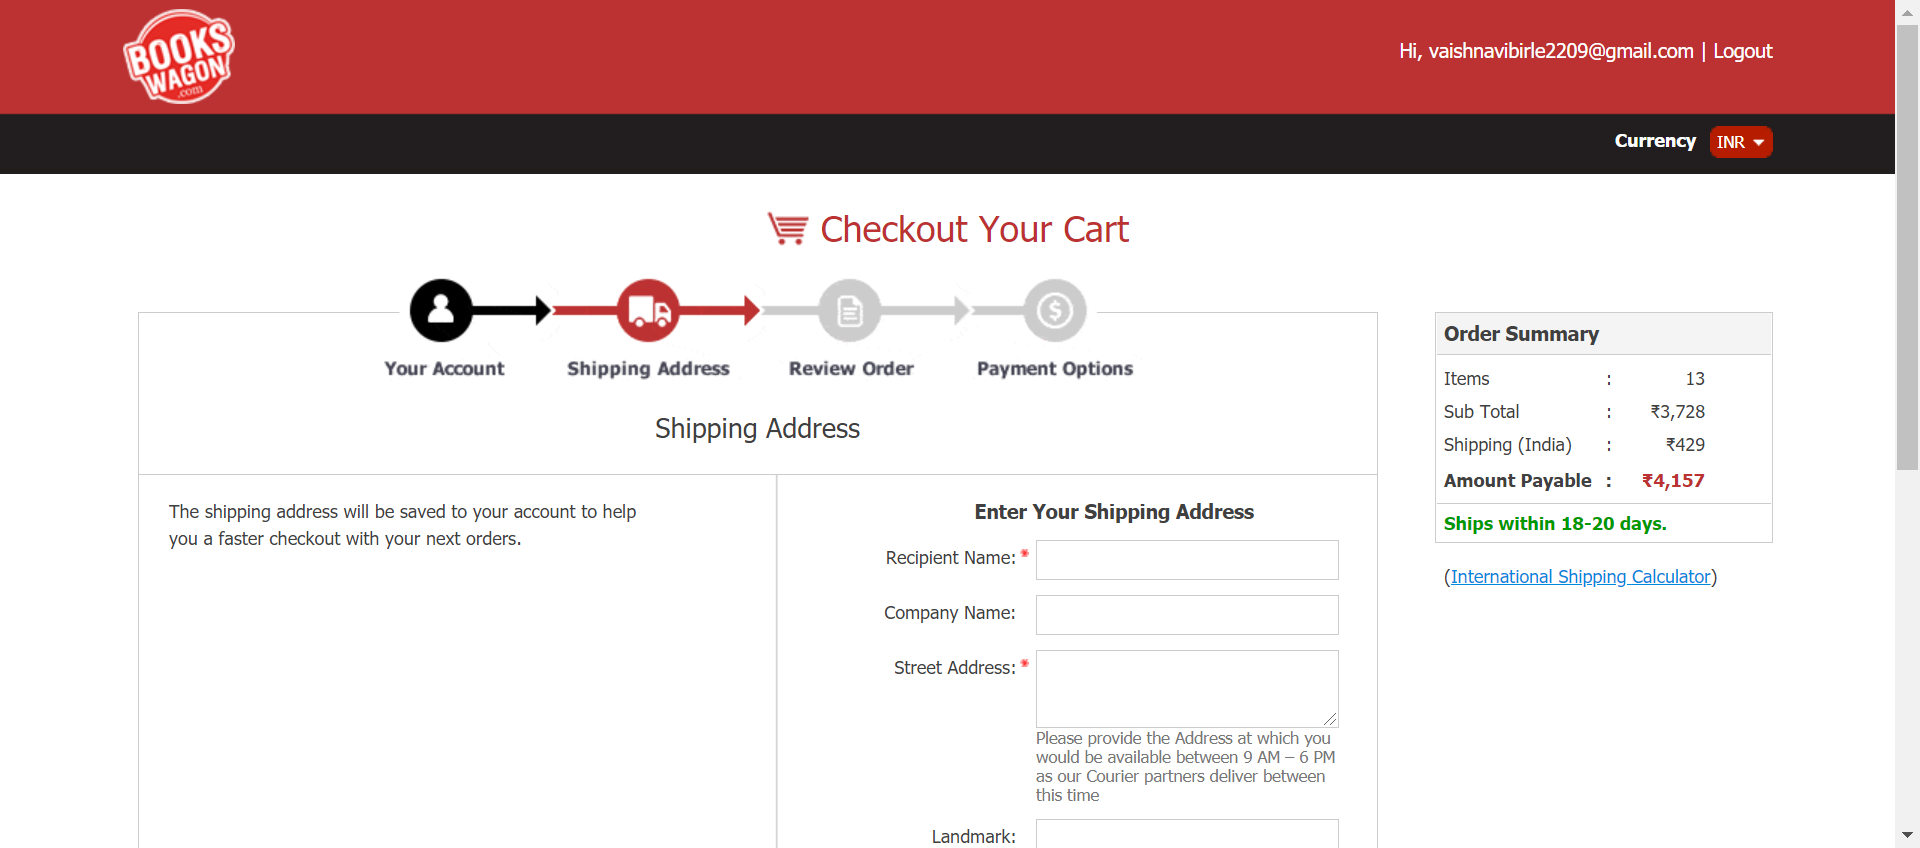 BOOKS
WAGON
.com
Hi, vaishnavibirle2209@gmail.com | Logout
Currency INR
Checkout Your Cart
Your Account
Shipping Address
Review Order
Payment Options
Shipping Address
The shipping address will be saved to your account to help
you a faster checkout with your next orders.
Enter Your Shipping Address
Recipient Name: *
Company Name:
Street Address: *
Please provide the Address at which you
would be available between 9 AM – 6 PM
as our Courier partners deliver between
this time
Landmark:
Order Summary
Items : 13
Sub Total : ₹3,728
Shipping (India) : ₹429
Amount Payable : ₹4,157
Ships within 18-20 days.
(International Shipping Calculator)